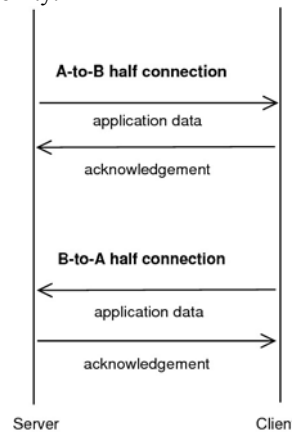 A-to-B half connection
application data
acknowledgement
B-to-A half connection
application data
acknowledgement
Server Clien